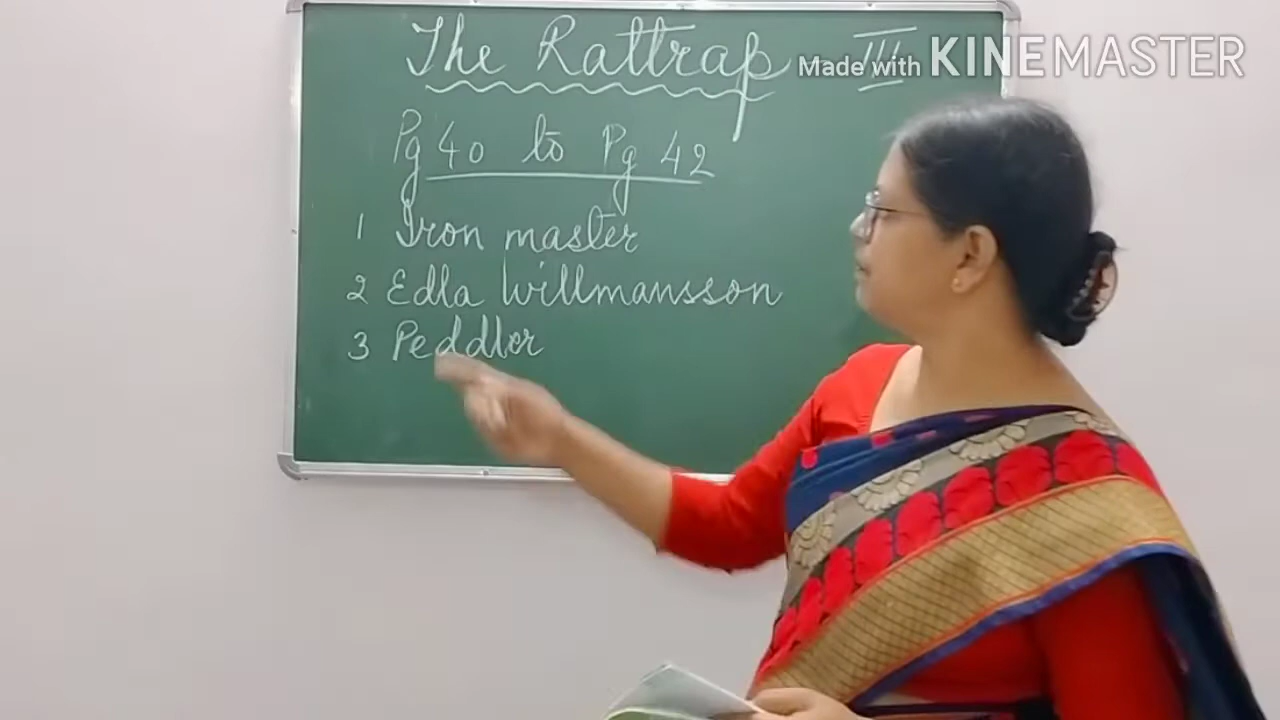 The Rattrap III
Made with KINEMASTER
Pg 40 to Pg 42
1 Iron master
2 Edla Willmansson
3 Peddler